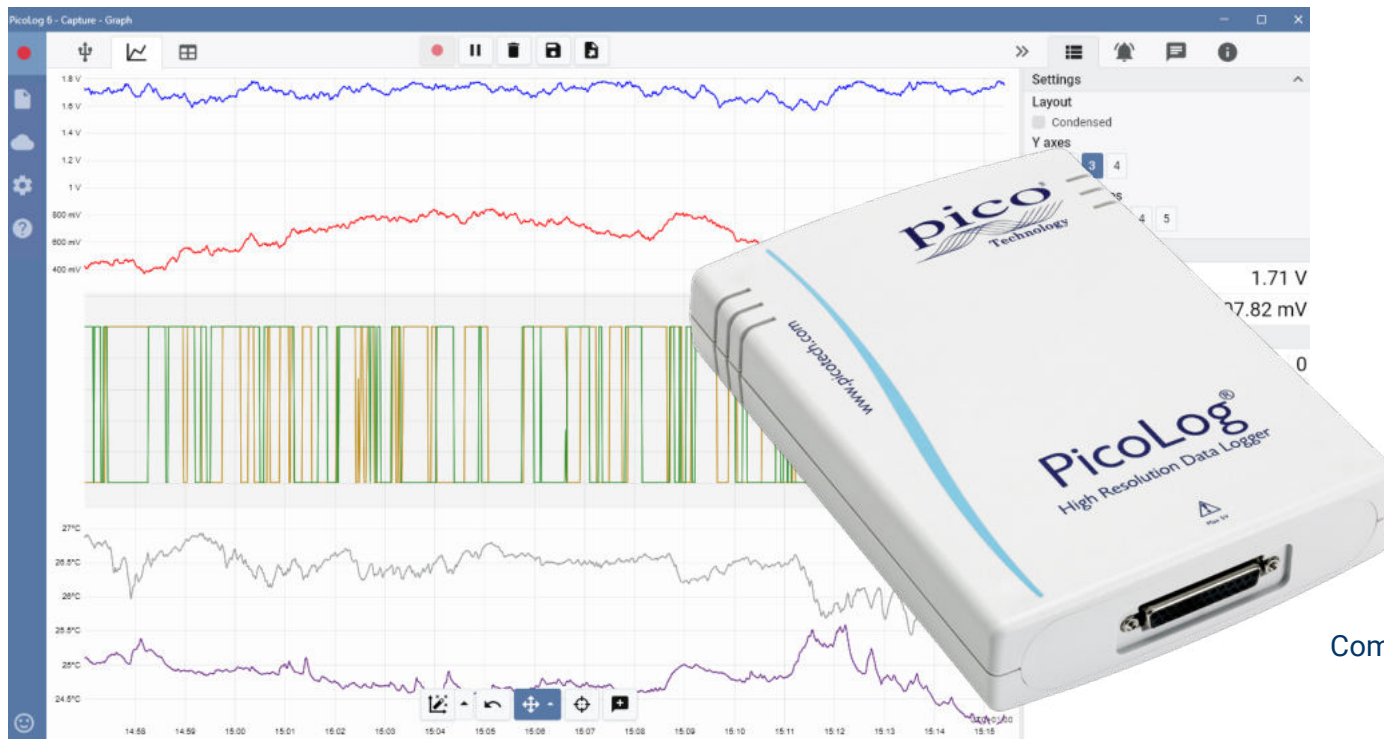 PicoLog 6 - Capture - Graph
Settings
Layout
Condensed
Y axes
3 4
4 5
1.71 V
07.82 mV
0
1.8 V
1.6 V
1.4 V
1.2 V
1 V
800 mV
600 mV
400 mV
27°C
26.5°C
26°C
25.5°C
25°C
24.5°C
14:58 14:59 15:00 15:01 15:02 15:03 15:04 15:05 15:06 15:07 15:08 15:09 15:10 15:11 15:12 15:13 15:14 15:15
pico
Technology
www.picotech.com
PicoLog®
High Resolution Data Logger
Com